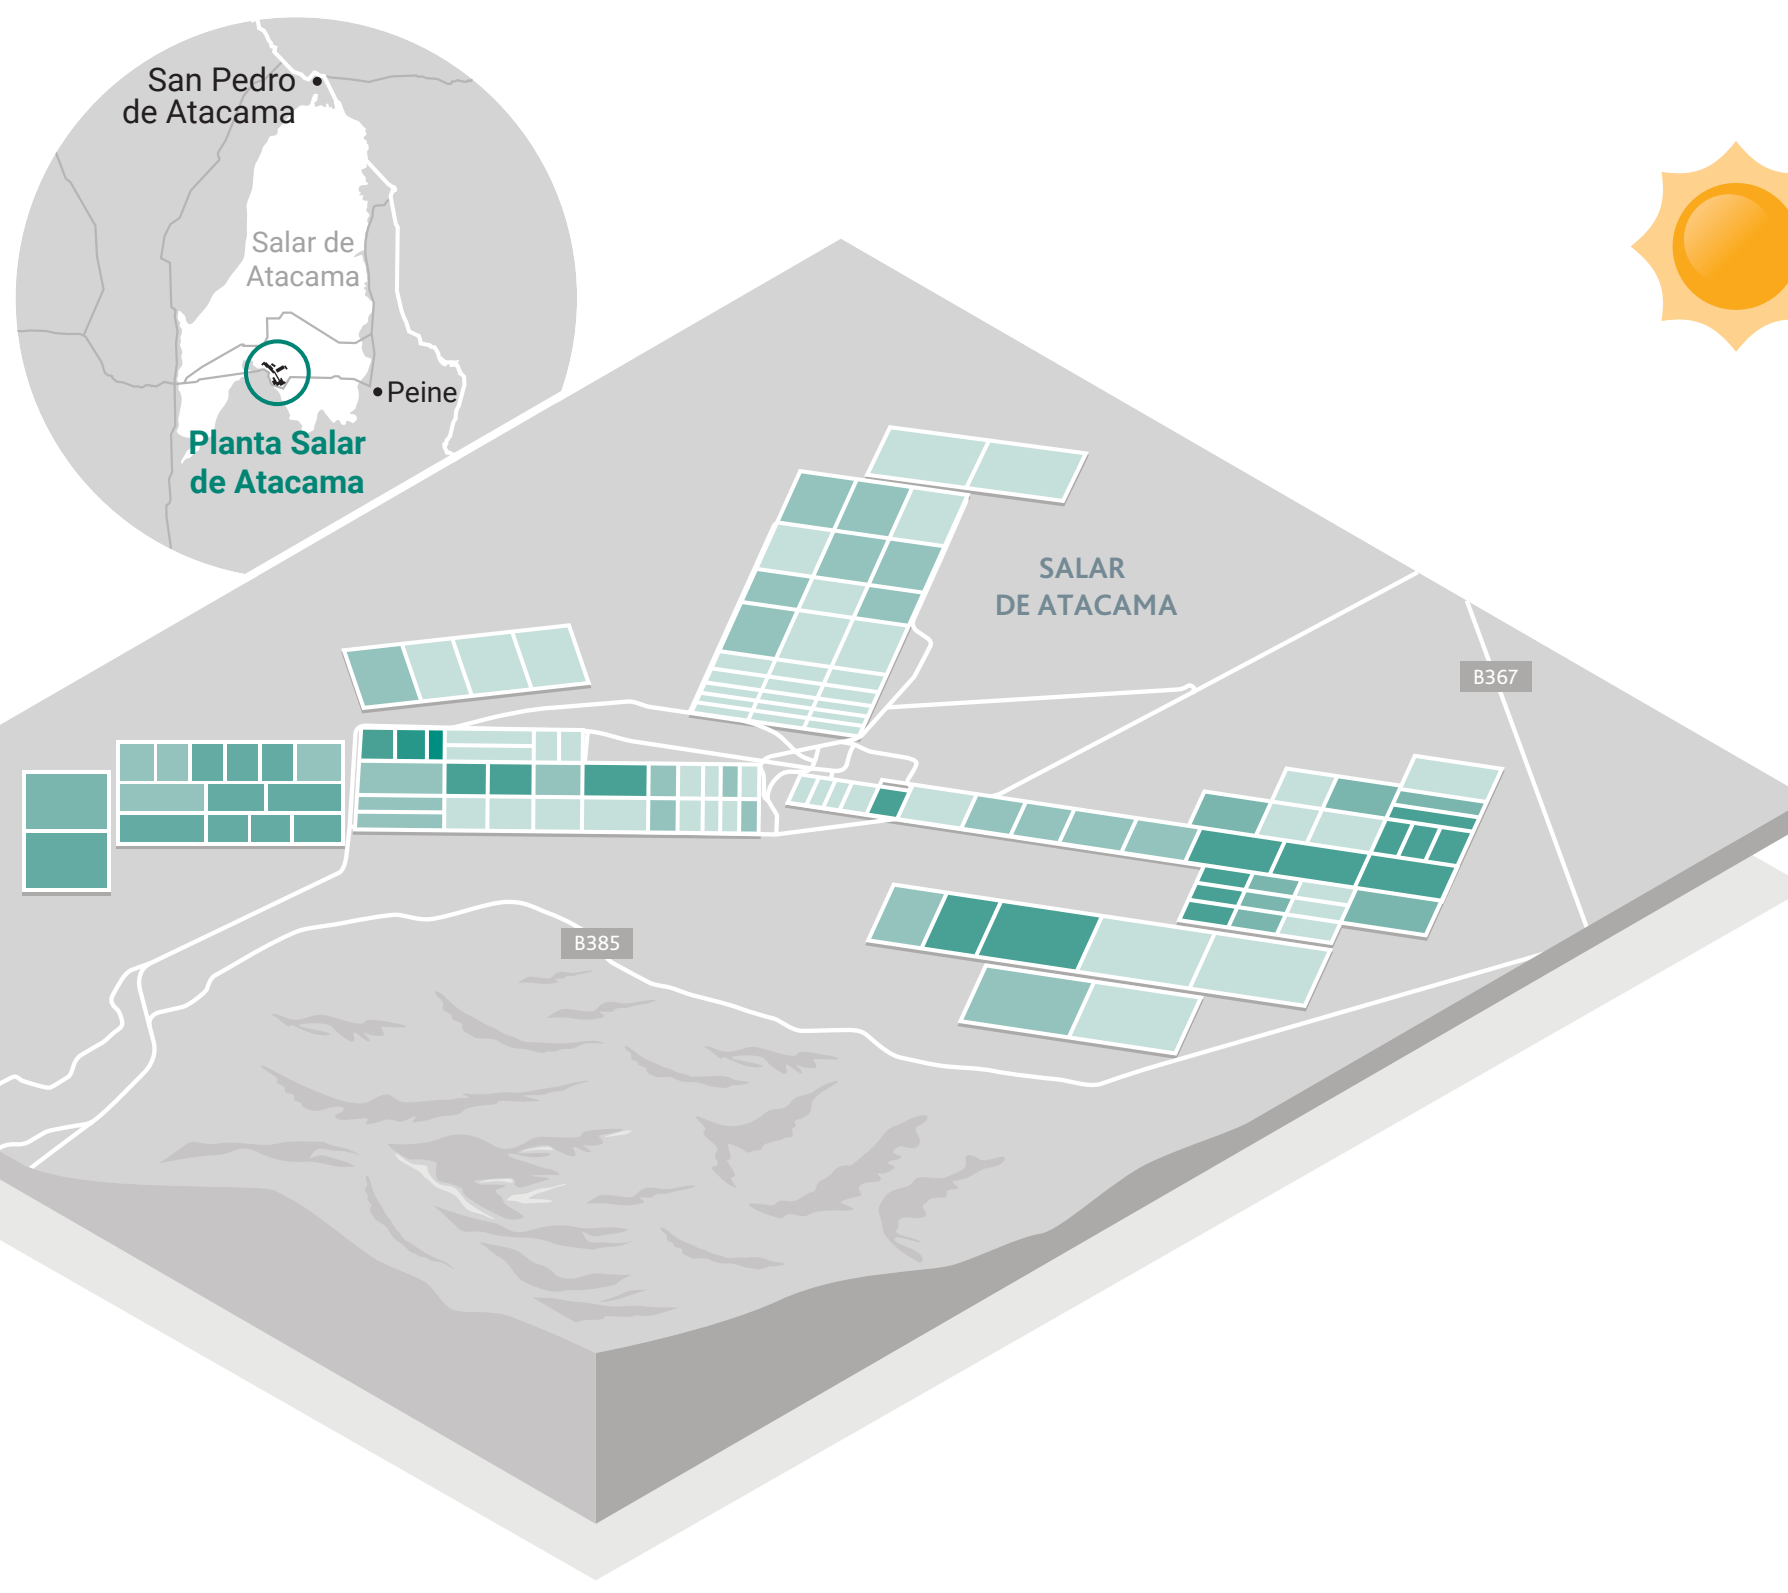 San Pedro
de Atacama
Salar de
Atacama
Peine
Planta Salar
de Atacama
SALAR
DE ATACAMA
B367
B385